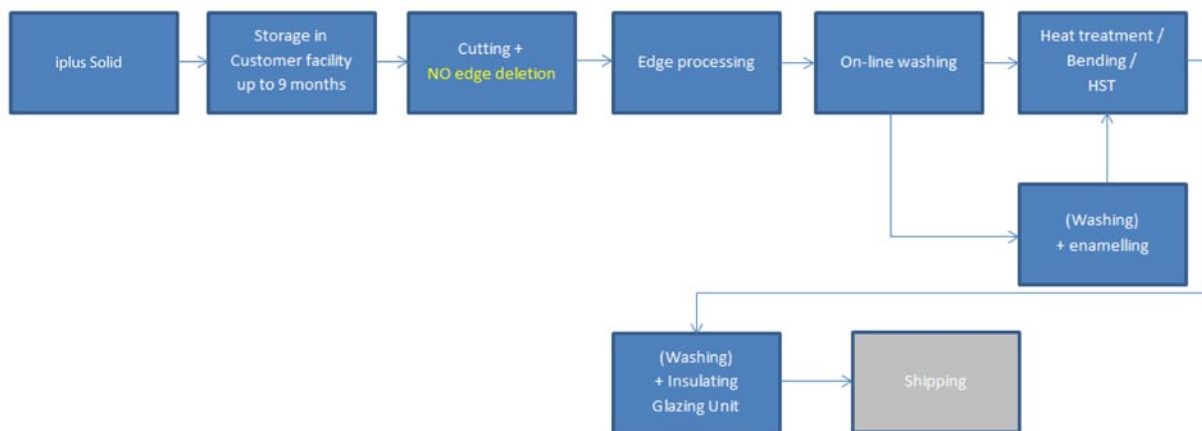 iplus Solid
Storage in
Customer facility
up to 9 months
Cutting +
NO edge deletion
Edge processing
On-line washing
Heat treatment /
Bending /
HST
(Washing)
+ enamelling
(Washing)
+ Insulating
Glazing Unit
Shipping